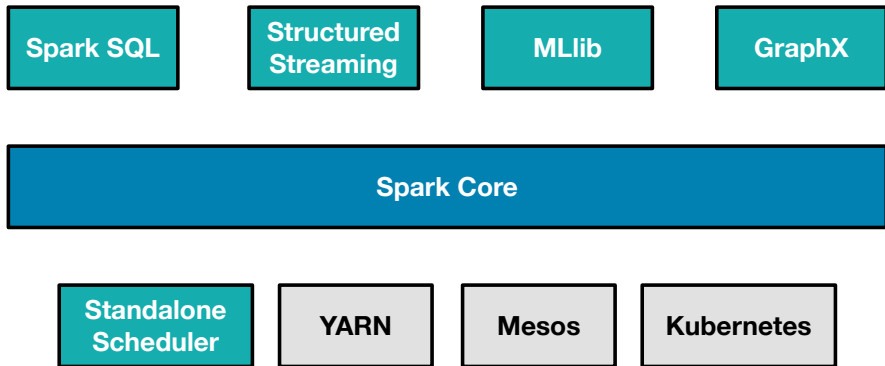 Spark SQL
Structured
Streaming
MLlib
GraphX
Spark Core
Standalone
Scheduler
YARN
Mesos
Kubernetes